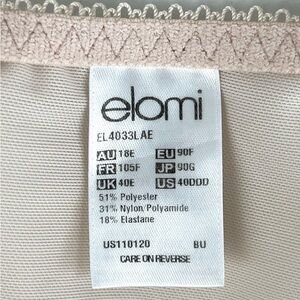 elomi
EL4033LAE
AU 18E EU 90F
FR 105F JP 90G
UK 40E US 40DDD
51% Polyester
31% Nylon/Polyamide
18% Elastane
US110120 BU
CARE ON REVERSE